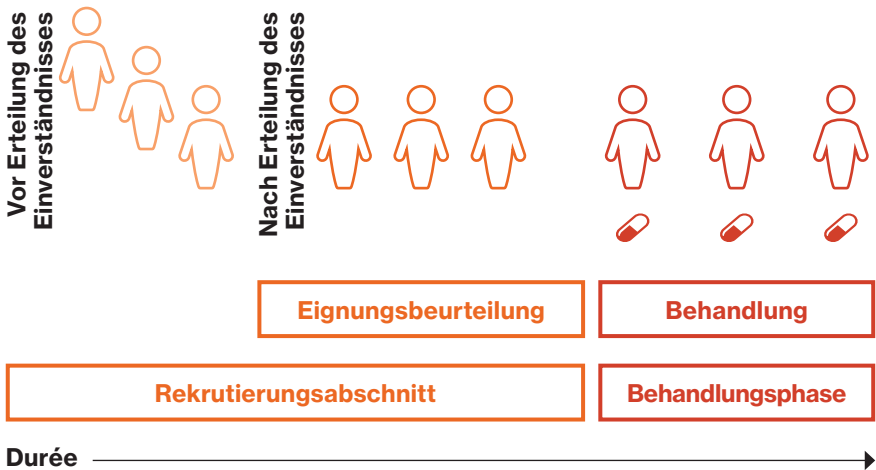 Vor Erteilung des
Einverständnisses
Nach Erteilung des
Einverständnisses
Eignungsbeurteilung
Behandlung
Rekrutierungsabschnitt
Behandlungsphase
Durée